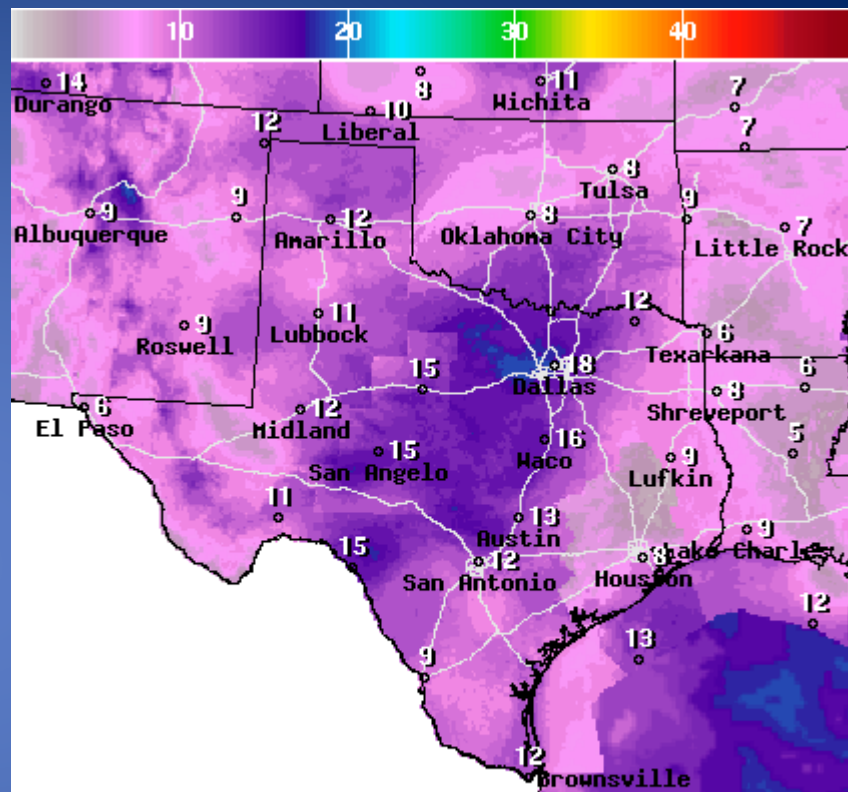 10 20 30 40
14
Durango
8
11
Wichita
10
Liberal
7
7
12
8
Tulsa
9
Albuquerque
9
12
Amarillo
8
Oklahoma City
9
7
Little Rock
9
Roswell
11
Lubbock
12
6
Texarkana
15
18
Dallas
8
Shreveport
6
El Paso
12
Midland
15
San Angelo
16
Waco
9
Lufkin
5
11
13
Austin
9
Lake Charles
15
12
San Antonio
8
Houston
12
13
9
12
Brownsville